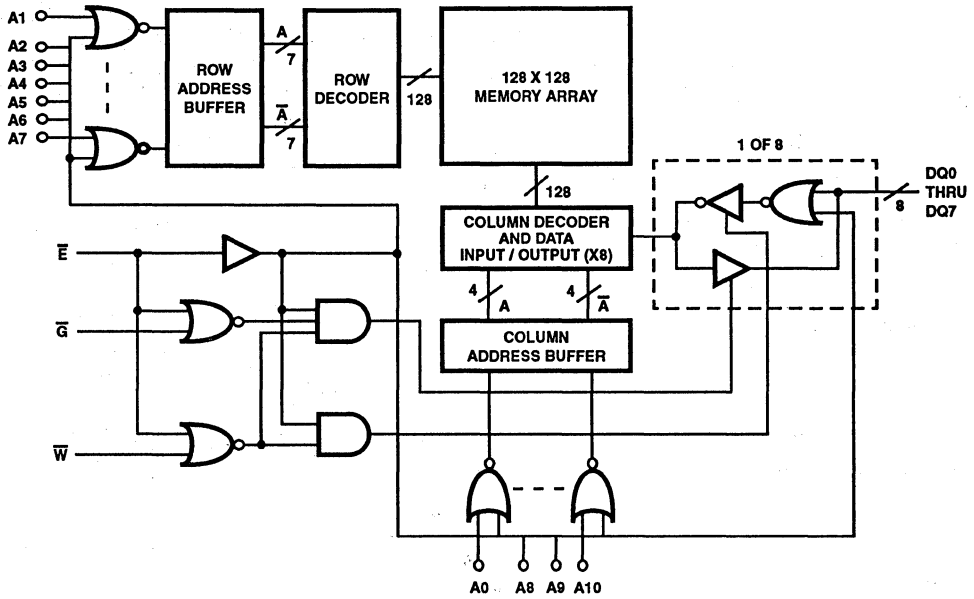 A1
A2
A3
A4
A5
A6
A7
ROW
ADDRESS
BUFFER
A
7
A̅
7
ROW
DECODER
128
128 X 128
MEMORY ARRAY
128
1 OF 8
DQ0
THRU
DQ7
8
COLUMN DECODER
AND DATA
INPUT / OUTPUT (X8)
4
A
4
A̅
COLUMN
ADDRESS BUFFER
E̅
G̅
W̅
A0
A8
A9
A10